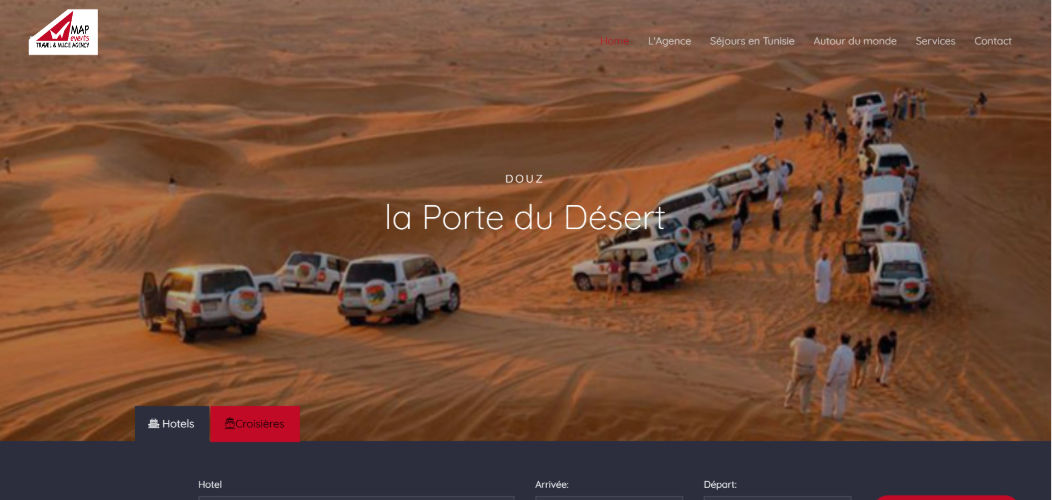 MAP
events
TRAVEL & MICE AGENCY
Home L'Agence Séjours en Tunisie Autour du monde Services Contact
DOUZ
la Porte du Désert
Hotels Croisières
Hotel Arrivée: Départ: